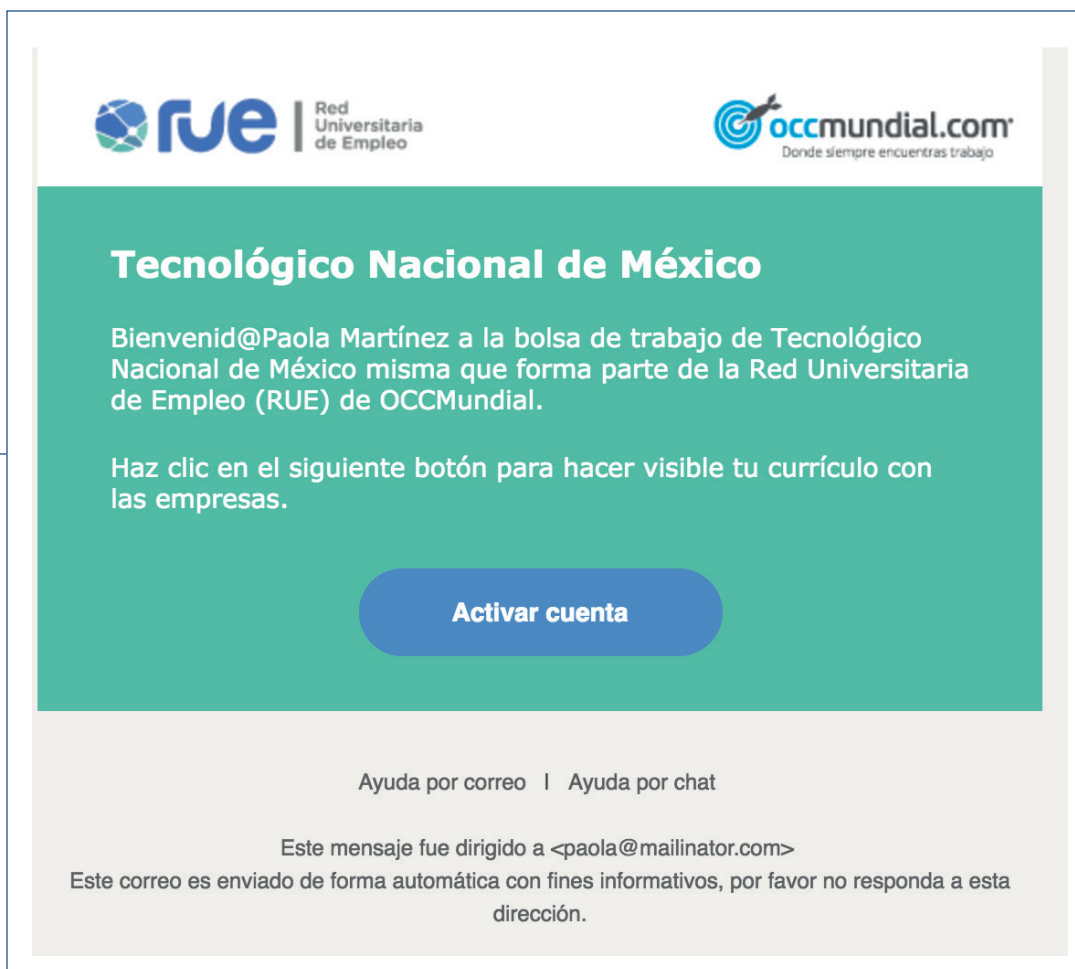 rue
Red
Universitaria
de Empleo
occmundial.com
Donde siempre encuentras trabajo
Tecnológico Nacional de México
Bienvenid@Paola Martínez a la bolsa de trabajo de Tecnológico
Nacional de México misma que forma parte de la Red Universitaria
de Empleo (RUE) de OCCMundial.
Haz clic en el siguiente botón para hacer visible tu currículo con
las empresas.
Activar cuenta
Ayuda por correo | Ayuda por chat
Este mensaje fue dirigido a <paola@mailinator.com>
Este correo es enviado de forma automática con fines informativos, por favor no responda a esta
dirección.